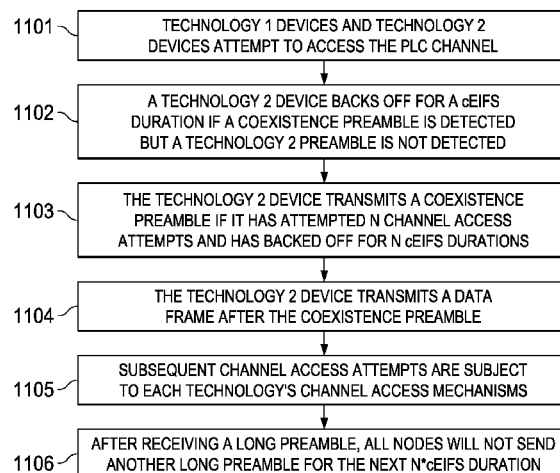 1101
TECHNOLOGY 1 DEVICES AND TECHNOLOGY 2
DEVICES ATTEMPT TO ACCESS THE PLC CHANNEL
1102
A TECHNOLOGY 2 DEVICE BACKS OFF FOR A cEIFS
DURATION IF A COEXISTENCE PREAMBLE IS DETECTED
BUT A TECHNOLOGY 2 PREAMBLE IS NOT DETECTED
1103
THE TECHNOLOGY 2 DEVICE TRANSMITS A COEXISTENCE
PREAMBLE IF IT HAS ATTEMPTED N CHANNEL ACCESS
ATTEMPTS AND HAS BACKED OFF FOR N cEIFS DURATIONS
1104
THE TECHNOLOGY 2 DEVICE TRANSMITS A DATA
FRAME AFTER THE COEXISTENCE PREAMBLE
1105
SUBSEQUENT CHANNEL ACCESS ATTEMPTS ARE SUBJECT
TO EACH TECHNOLOGY'S CHANNEL ACCESS MECHANISMS
1106
AFTER RECEIVING A LONG PREAMBLE, ALL NODES WILL NOT SEND
ANOTHER LONG PREAMBLE FOR THE NEXT N*cEIFS DURATION